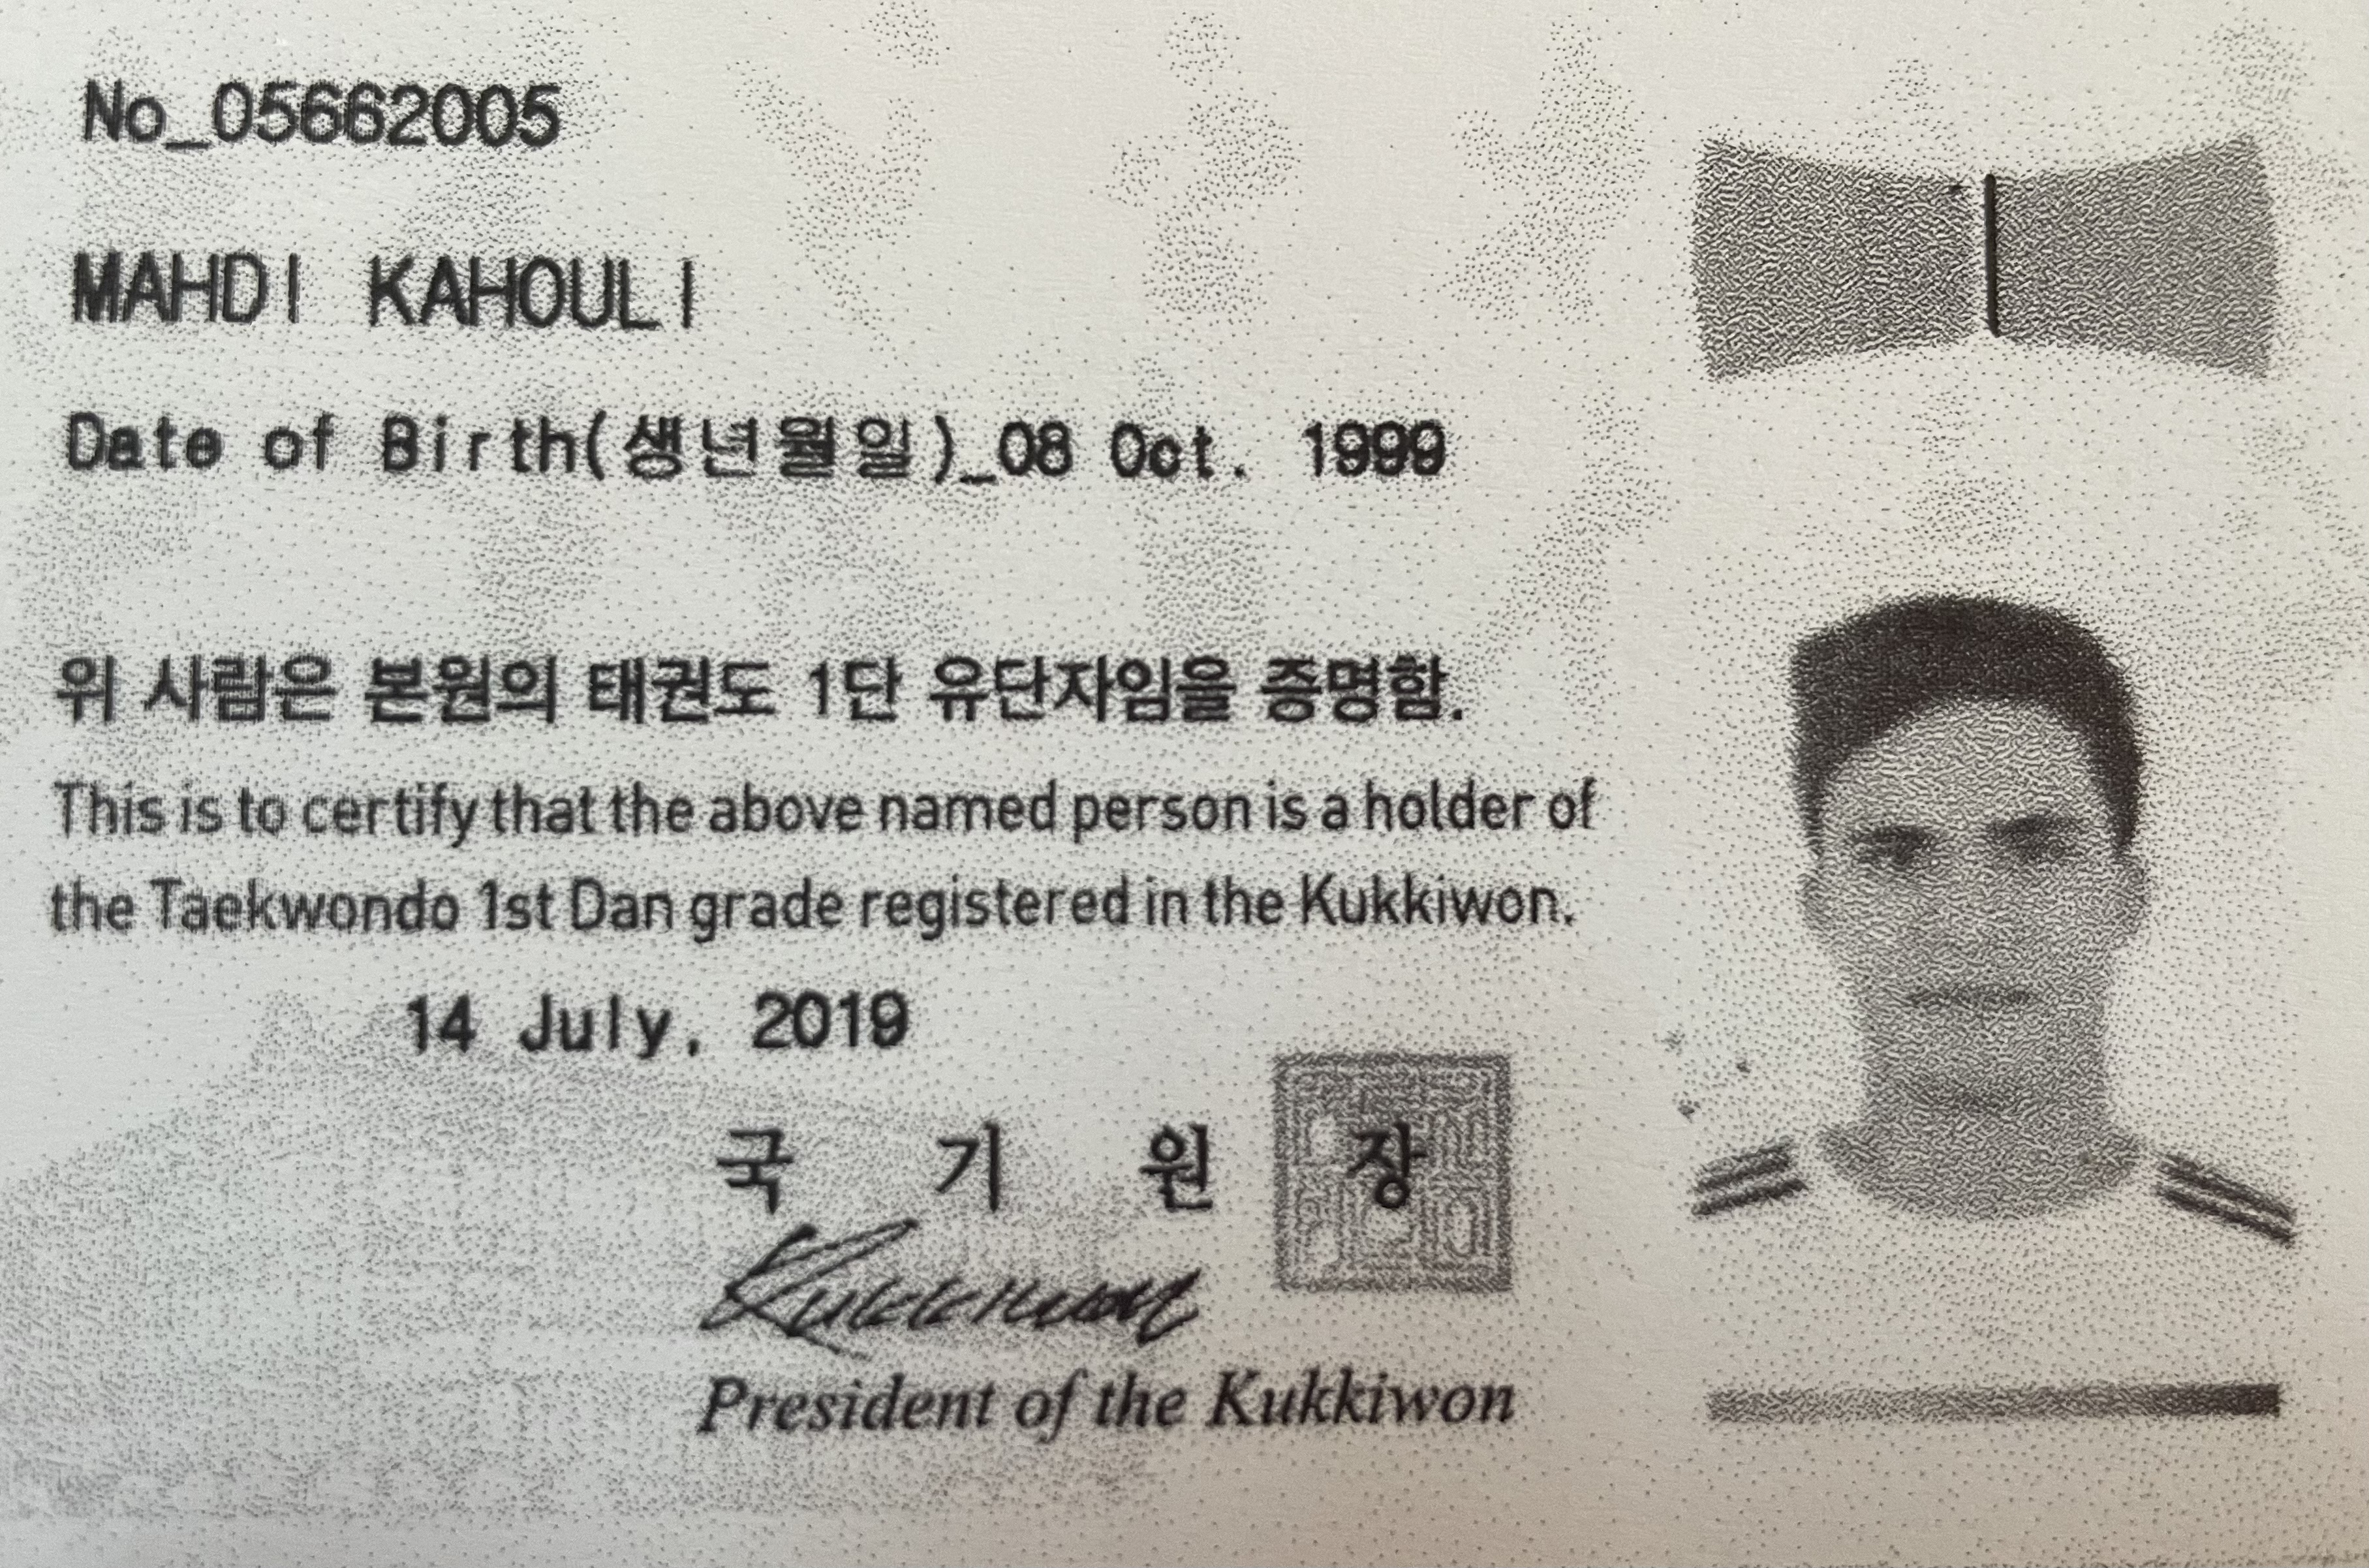 No_05662005
MAHDI KAHOULI
Date of Birth(생년월일)_08 Oct. 1999
위 사람은 본원의 태권도 1단 유단자임을 증명함.
This is to certify that the above named person is a holder of
the Taekwondo 1st Dan grade registered in the Kukkiwon.
14 July, 2019
국 기 원 장
Kukkiwon
President of the Kukkiwon